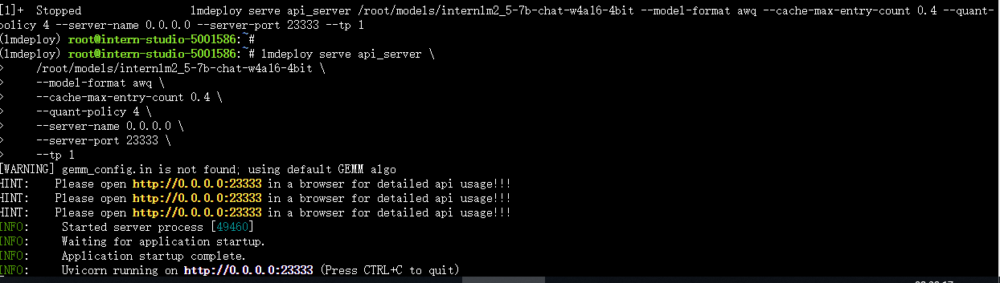 [1]+  Stopped                 lmdeploy serve api_server /root/models/internlm2_5-7b-chat-w4a16-4bit --model-format awq --cache-max-entry-count 0.4 --quant-
policy 4 --server-name 0.0.0.0 --server-port 23333 --tp 1
(lmdeploy) root@intern-studio-5001586:~#
(lmdeploy) root@intern-studio-5001586:~# lmdeploy serve api_server \
>     /root/models/internlm2_5-7b-chat-w4a16-4bit \
>     --model-format awq \
>     --cache-max-entry-count 0.4 \
>     --quant-policy 4 \
>     --server-name 0.0.0.0 \
>     --server-port 23333 \
>     --tp 1
[WARNING] gemm_config.in is not found; using default GEMM algo
HINT:    Please open http://0.0.0.0:23333 in a browser for detailed api usage!!!
HINT:    Please open http://0.0.0.0:23333 in a browser for detailed api usage!!!
HINT:    Please open http://0.0.0.0:23333 in a browser for detailed api usage!!!
INFO:     Started server process [49460]
INFO:     Waiting for application startup.
INFO:     Application startup complete.
INFO:     Uvicorn running on http://0.0.0.0:23333 (Press CTRL+C to quit)